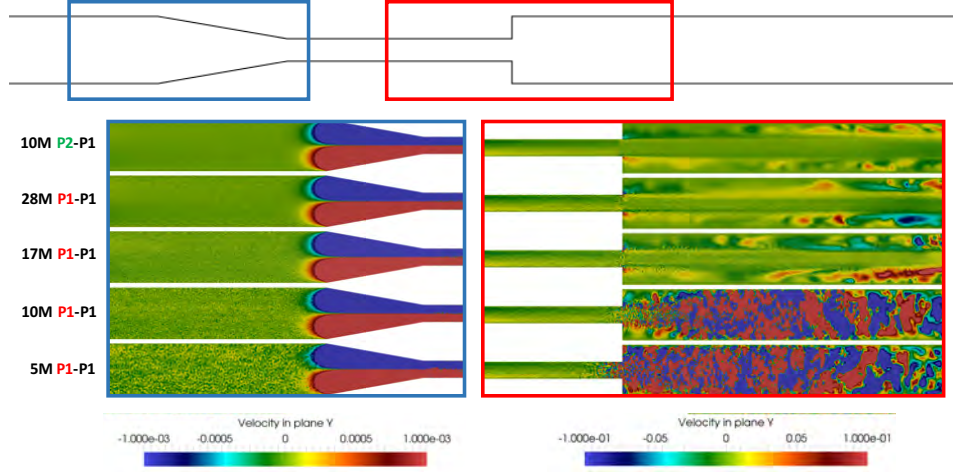 10M P2-P1
28M P1-P1
17M P1-P1
10M P1-P1
5M P1-P1
Velocity in plane Y
-1.000e-03 -0.0005 0 0.0005 1.000e-03
Velocity in plane Y
-1.000e-01 -0.05 0 0.05 1.000e-01